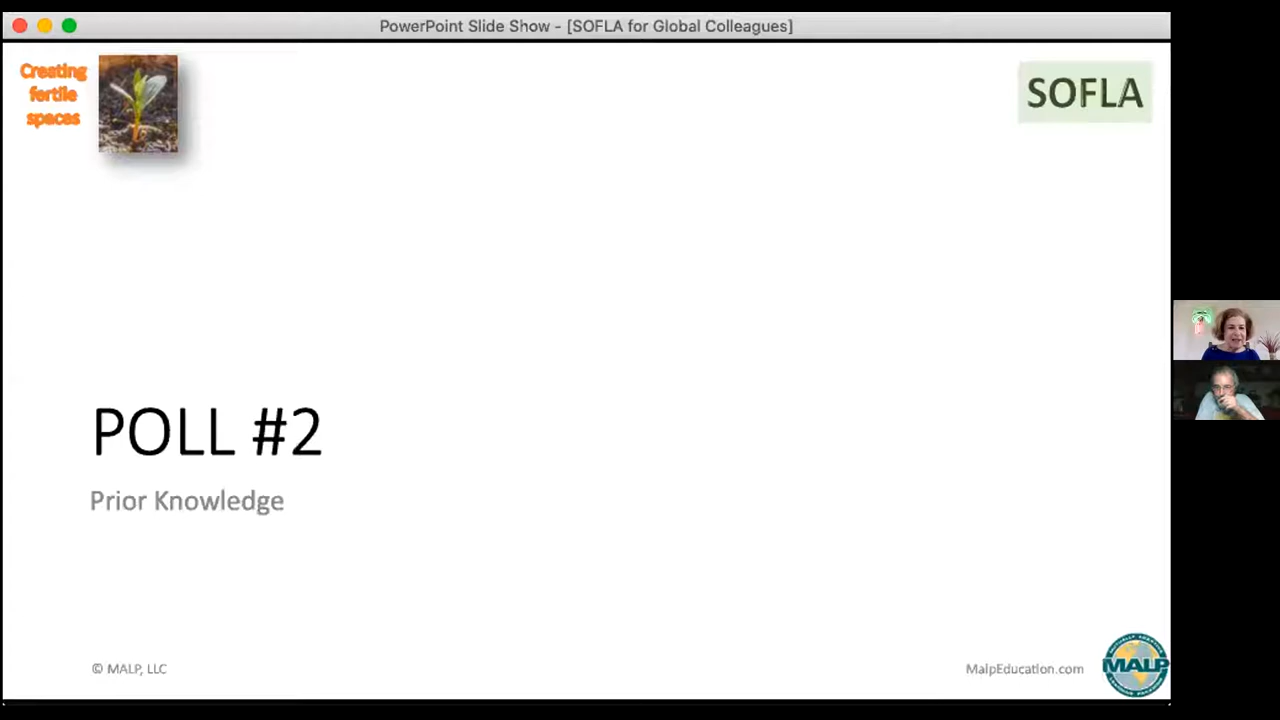 PowerPoint Slide Show - [SOFLA for Global Colleagues]
Creating
fertile
spaces
SOFLA
POLL #2
Prior Knowledge
© MALP, LLC
MalpEducation.com
MALP